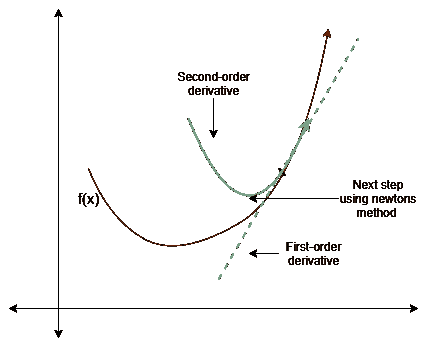 Second-order
derivative
f(x)
Next step
using newtons
method
First-order
derivative